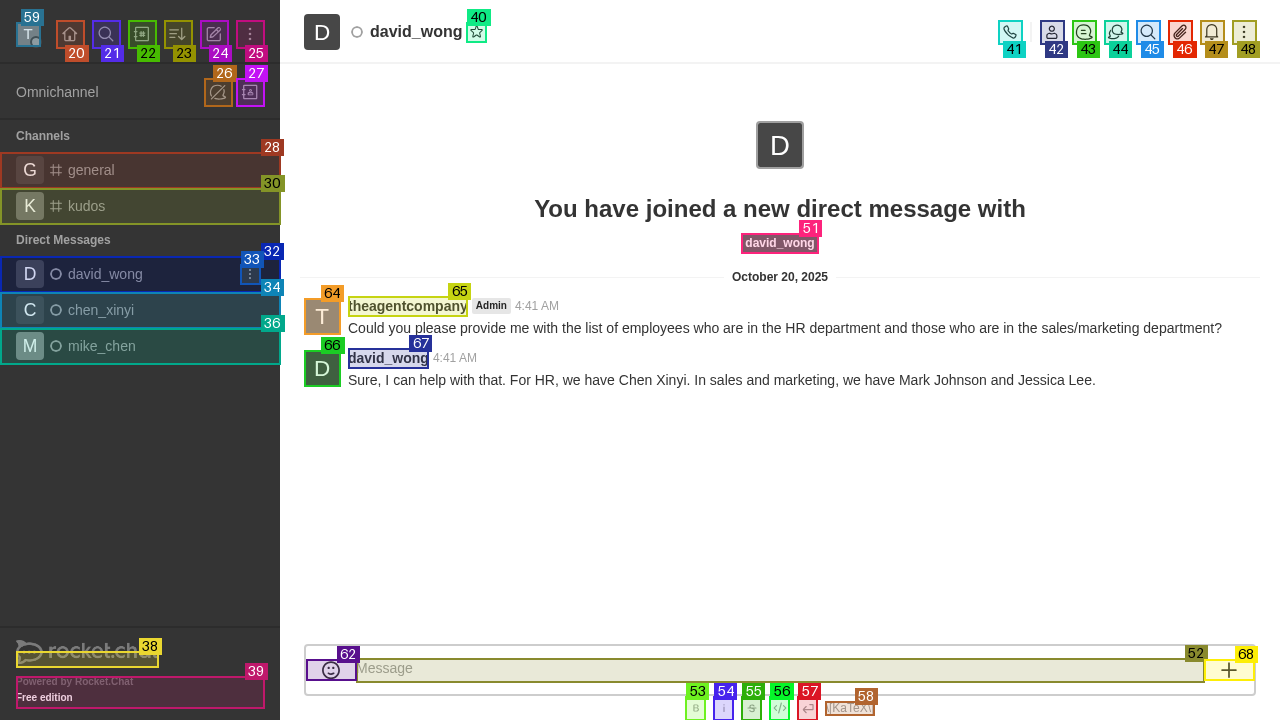 59
T
20
21
22
23
24
25
D
david_wong
40
41
42
43
44
45
46
47
48
Omnichannel
26
27
Channels
28
G general
30
K kudos
Direct Messages
32
33
D david_wong
34
C chen_xinyi
36
M mike_chen
D
You have joined a new direct message with
51
david_wong
October 20, 2025
64
65
T
theagentcompany Admin 4:41 AM
Could you please provide me with the list of employees who are in the HR department and those who are in the sales/marketing department?
66
67
D
david_wong 4:41 AM
Sure, I can help with that. For HR, we have Chen Xinyi. In sales and marketing, we have Mark Johnson and Jessica Lee.
38
rocket.cha
39
Powered by Rocket.Chat
Free edition
62
Message
52
68
53
54
55
56
57
58
B
i
S
</>
\[KaTeX\]